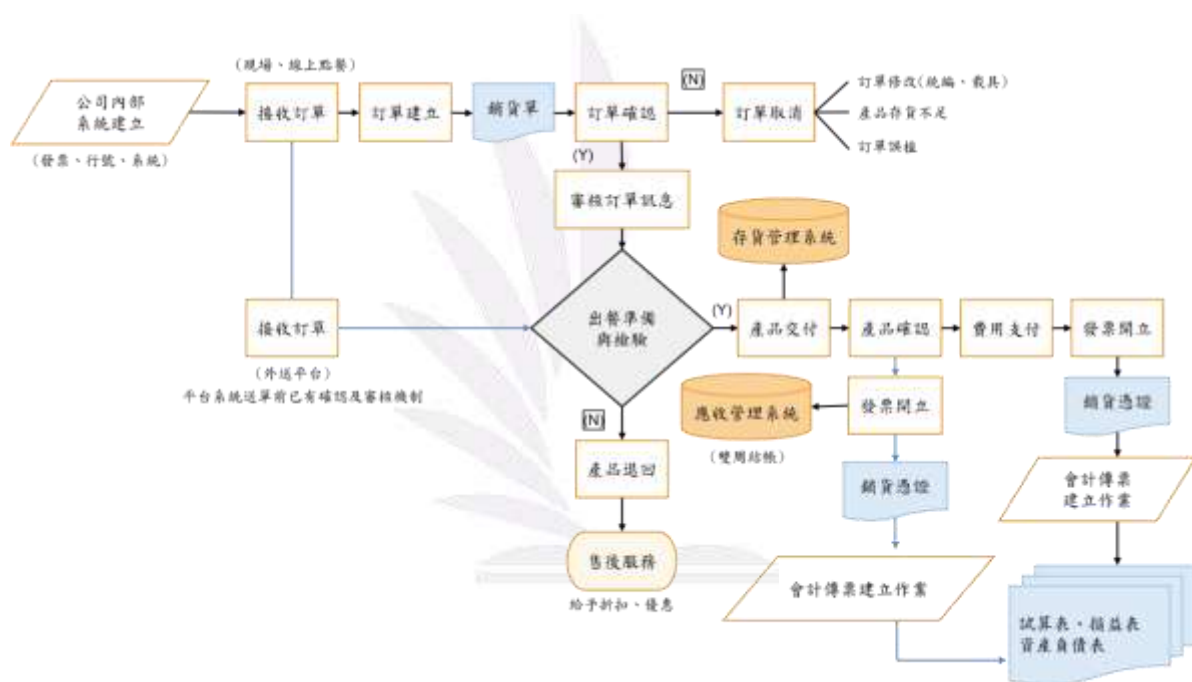 (現場、線上點餐)
公司內部
系統建立
(發票、行號、系統)
接收訂單
訂單建立
銷貨單
訂單確認
(N)
訂單取消
訂單修改(統編、載具)
產品存貨不足
訂單誤植
(Y)
審核訂單訊息
存貨管理系統
接收訂單
(外送平台)
平台系統送單前已有確認及審核機制
出餐準備
與檢驗
(Y)
產品交付
產品確認
費用支付
發票開立
(N)
產品退回
售後服務
給予折扣、優惠
應收管理系統
(雙周結帳)
發票開立
銷貨憑證
會計傳票建立作業
銷貨憑證
會計傳票
建立作業
試算表、損益表
資產負債表